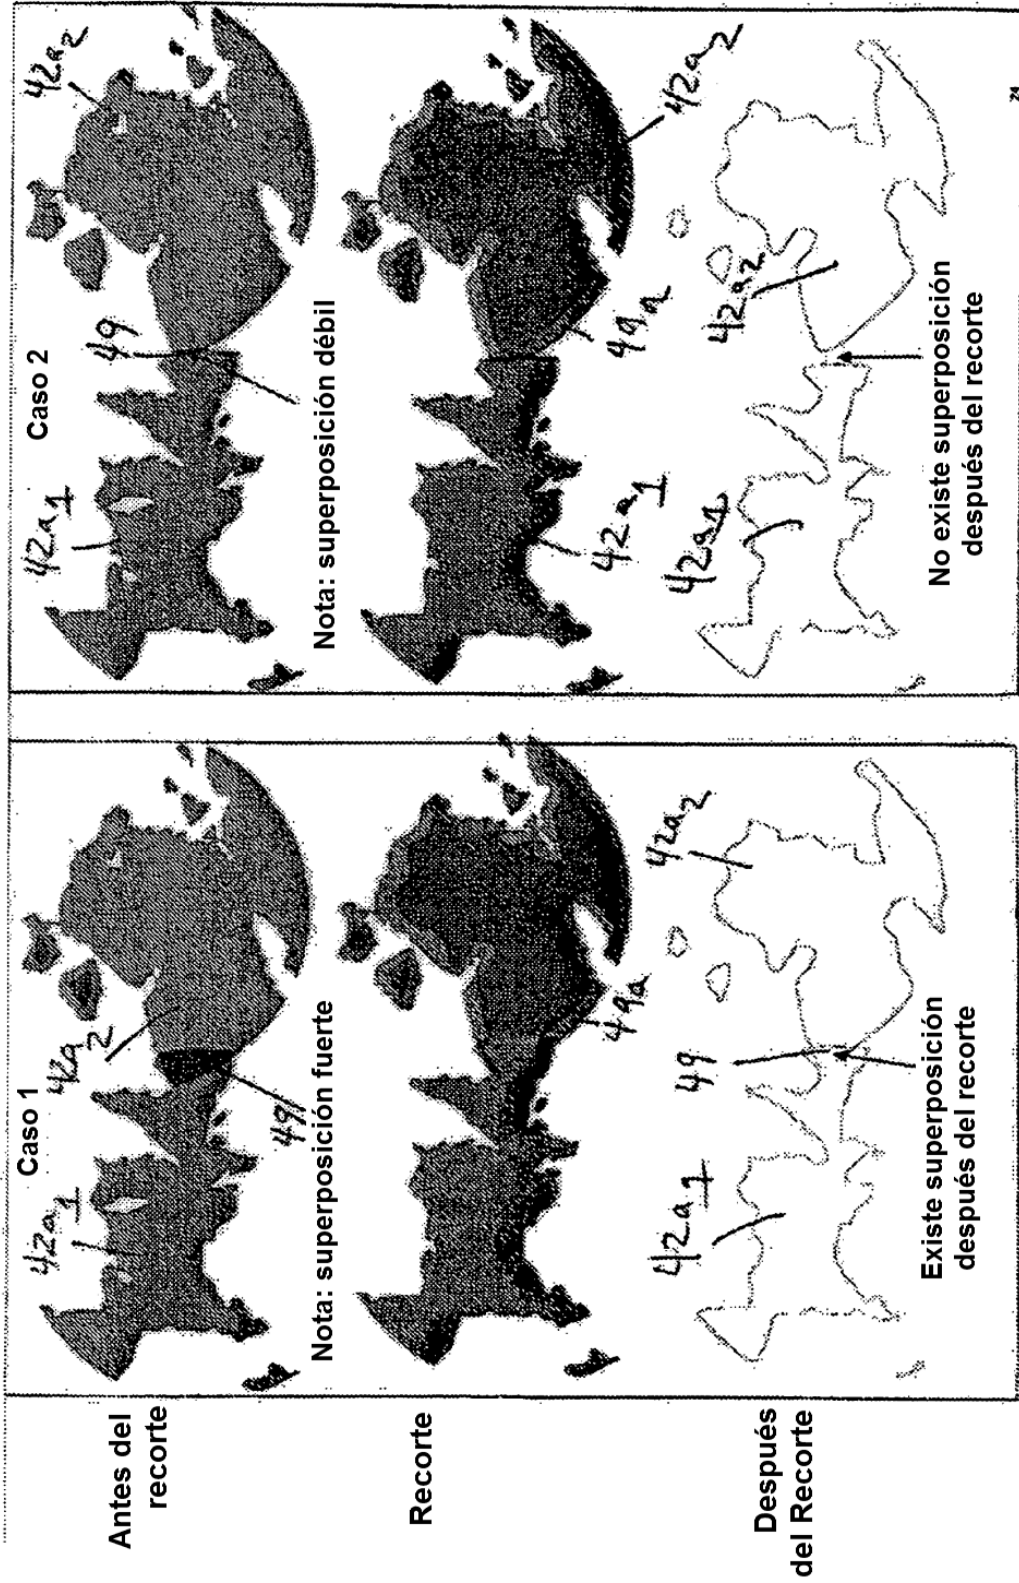 Caso 1
Caso 2
Antes del
recorte
42a1
42a2
49
Nota: superposición fuerte
42a1
49
42a2
Nota: superposición débil
Recorte
49a
42a1
49a
42a2
Después
del Recorte
42a1
49
42a2
Existe superposición
después del recorte
42a1
42a2
No existe superposición
después del recorte